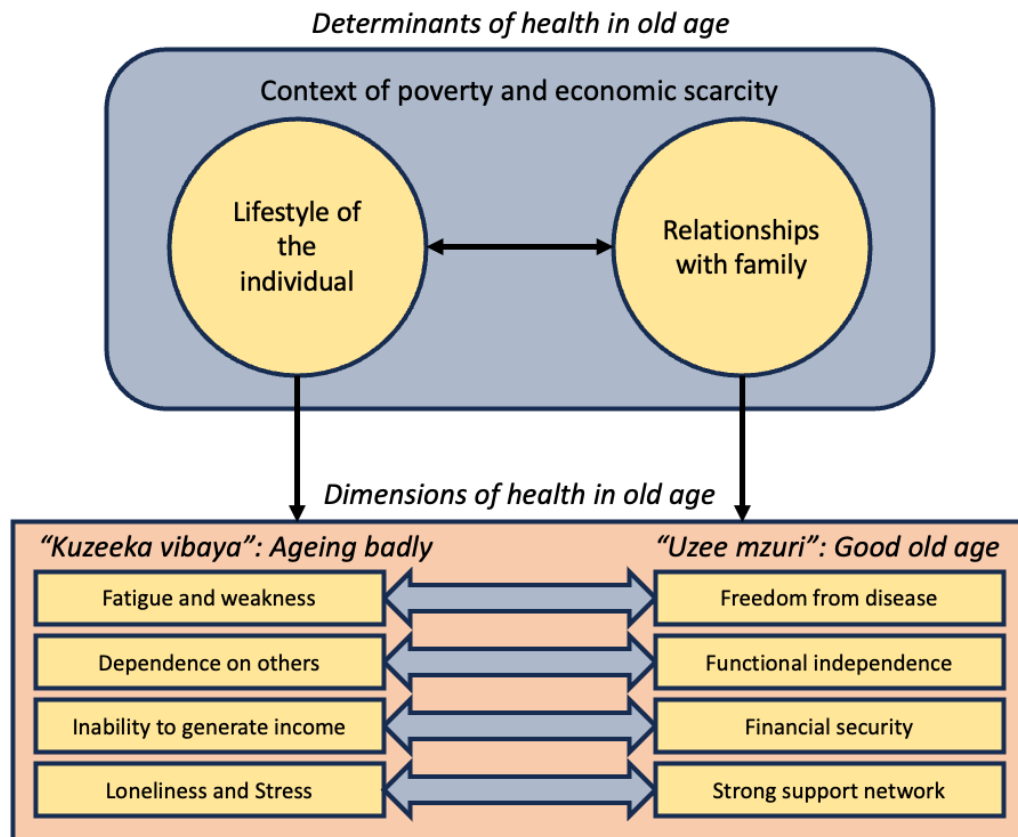 Determinants of health in old age
Context of poverty and economic scarcity
Lifestyle of
the
individual
Relationships
with family
Dimensions of health in old age
“Kuzeeka vibaya”: Ageing badly
“Uzee mzuri”: Good old age
Fatigue and weakness
Freedom from disease
Dependence on others
Functional independence
Inability to generate income
Financial security
Loneliness and Stress
Strong support network